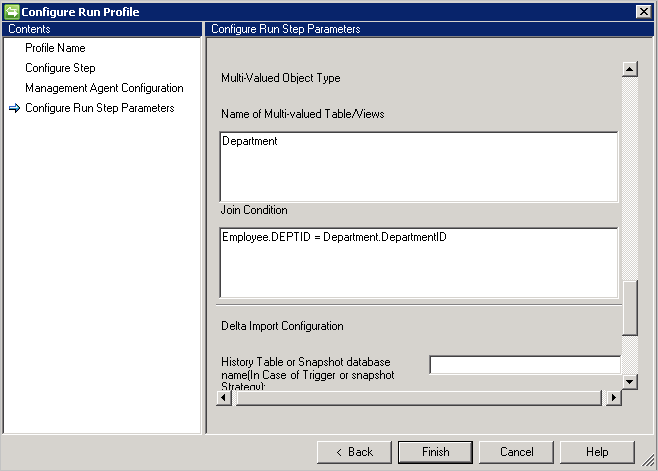 Configure Run Profile
Contents
Profile Name
Configure Step
Management Agent Configuration
Configure Run Step Parameters
Configure Run Step Parameters
Multi-Valued Object Type
Name of Multi-valued Table/Views
Department
Join Condition
Employee.DEPTID = Department.DepartmentID
Delta Import Configuration
History Table or Snapshot database
name(In Case of Trigger or snapshot
Strategy):
< Back
Finish
Cancel
Help